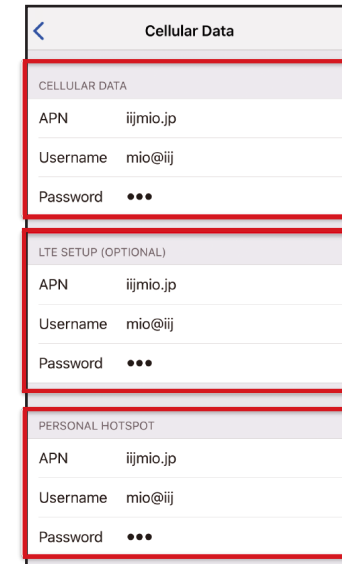 Cellular Data
CELLULAR DATA
APN iijmio.jp
Username mio@iij
Password •••
LTE SETUP (OPTIONAL)
APN iijmio.jp
Username mio@iij
Password •••
PERSONAL HOTSPOT
APN iijmio.jp
Username mio@iij
Password •••